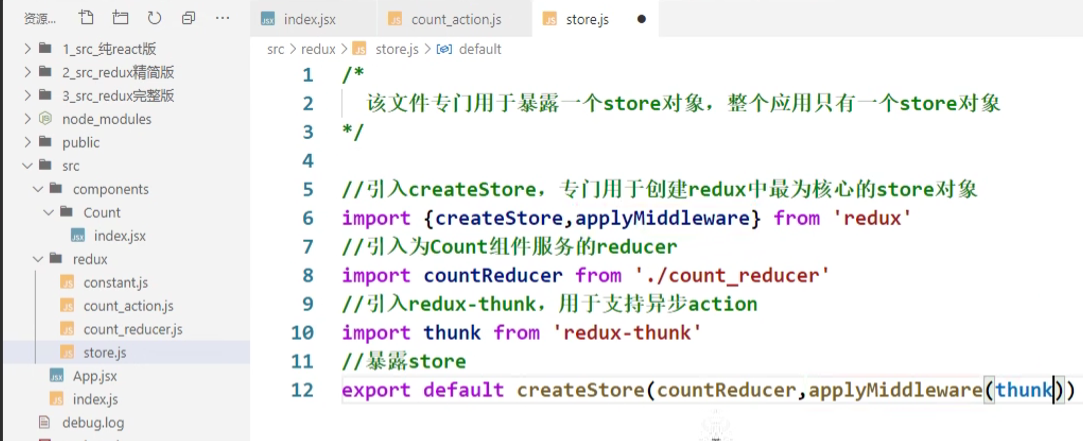 资源...
index.jsx
count_action.js
store.js
src > redux > store.js > default
1_src_纯react版
2_src_redux精简版
3_src_redux完整版
node_modules
public
src
components
Count
index.jsx
redux
constant.js
count_action.js
count_reducer.js
store.js
App.jsx
index.js
debug.log
1 /*
2 该文件专门用于暴露一个store对象，整个应用只有一个store对象
3 */
4
5 //引入createStore，专门用于创建redux中最为核心的store对象
6 import {createStore,applyMiddleware} from 'redux'
7 //引入为Count组件服务的reducer
8 import countReducer from './count_reducer'
9 //引入redux-thunk，用于支持异步action
10 import thunk from 'redux-thunk'
11 //暴露store
12 export default createStore(countReducer,applyMiddleware(thunk))